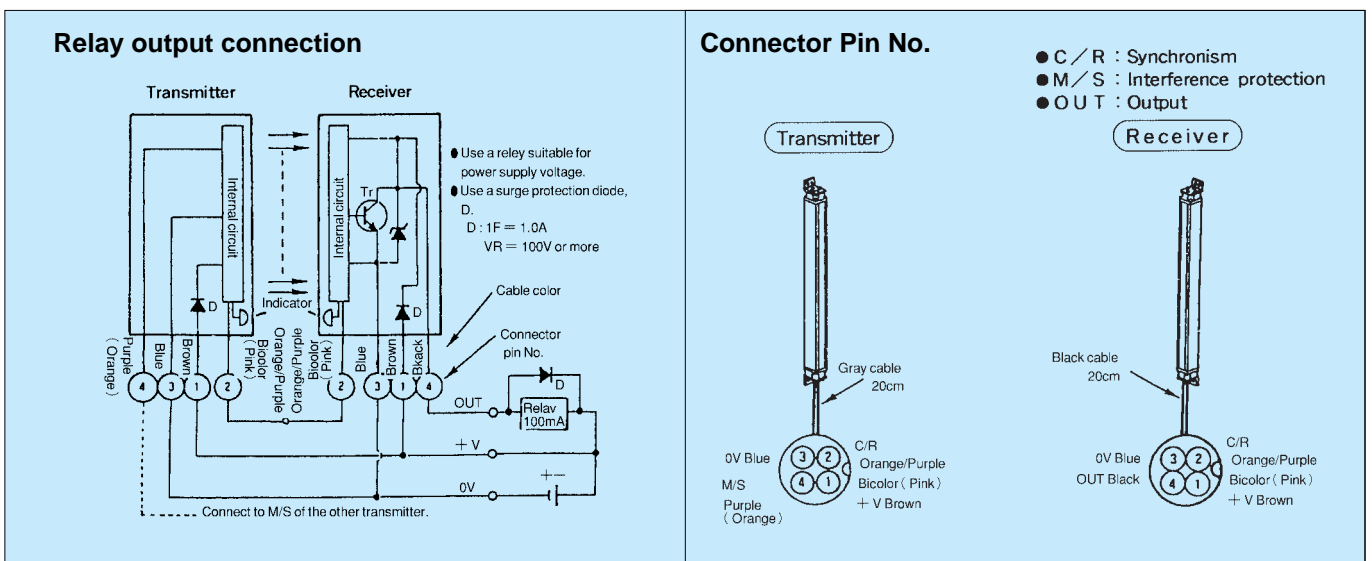 Relay output connection
Transmitter
Receiver
Internal circuit
Internal circuit
Tr
● Use a reley suitable for
power supply voltage.
● Use a surge protection diode,
D.
D : 1F = 1.0A
VR = 100V or more
D
Indicator
D
Cable color
Connector
pin No.
Purple
(Orange)
Blue
Brown
Bioolor
(Pink)
Orange/Purple
Orange/Purple
Bioolor
(Pink)
Blue
Brown
Bkack
4
3
1
2
2
3
1
4
D
OUT
Relav
100mA
+ V
0V
+ −
Connect to M/S of the other transmitter.
Connector Pin No.
● C/R : Synchronism
● M/S : Interference protection
● OUT : Output
Transmitter
Receiver
Gray cable
20cm
Black cable
20cm
0V Blue
3 2
C/R
Orange/Purple
M/S
4 1
Bicolor ( Pink )
Purple
( Orange )
+ V Brown
0V Blue
3 2
C/R
Orange/Purple
OUT Black
4 1
Bicolor ( Pink )
+ V Brown